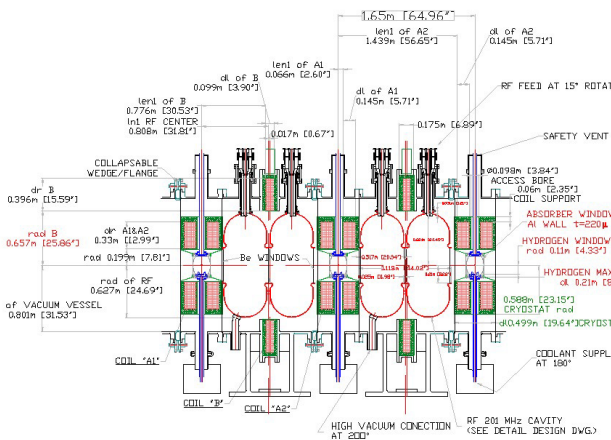 1.65m [64.96"]
len1 of A2
1.439m [56.65"]
dl of A2
0.145m [5.71"]
len1 of A1
0.066m [2.60"]
dl of B
0.099m [3.90"]
dl of A1
0.145m [5.71"]
RF FEED AT 15° ROTAT
len1 of B
0.776m [30.53"]
ln1 RF CENTER
0.808m [31.81"]
0.017m [0.67"]
0.175m [6.89"]
SAFETY VENT
COLLAPSABLE
WEDGE/FLANGE
Ø0.098m [3.84"]
ACCESS BORE
0.06m [2.35"]
COIL SUPPORT
dr B
0.396m [15.59"]
ABSORBER WINDOW
Al WALL t=220μ
rad B
0.657m [25.86"]
dr A1&A2
0.33m [12.99"]
HYDROGEN WINDOW
rad 0.11m [4.33"]
rad 0.199m [7.81"]
Be WINDOWS
rad of RF
0.627m [24.69"]
HYDROGEN MAX
dl 0.21m [8
0.588m [23.15"]
CRYOSTAT rad
of VACUUM VESSEL
0.801m [31.53"]
dl0.499m [19.64"]CRYOST
COIL "A1"
COOLANT SUPPL
AT 180°
COIL "B"
COIL "A2"
HIGH VACUUM CONECTION
AT 200°
RF 201 MHz CAVITY
(SEE DETAIL DESIGN DWG.)